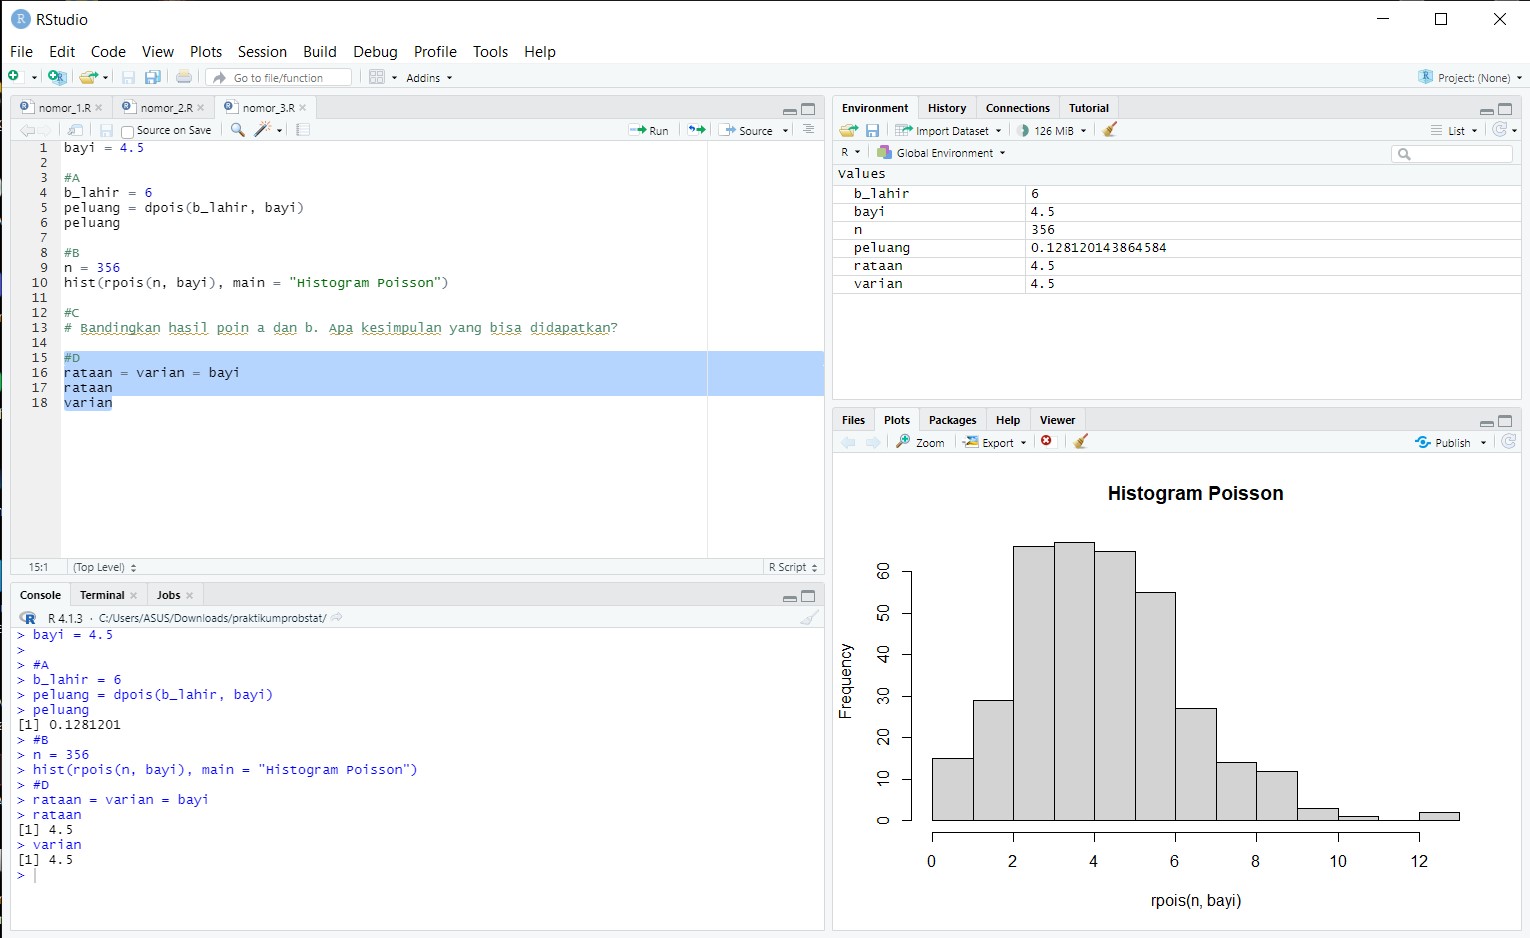 RStudio
File Edit Code View Plots Session Build Debug Profile Tools Help
Go to file/function Addins Project: (None)
nomor_1.R nomor_2.R nomor_3.R
Source on Save Run Source
1 bayi = 4.5
2
3 #A
4 b_lahir = 6
5 peluang = dpois(b_lahir, bayi)
6 peluang
7
8 #B
9 n = 356
10 hist(rpois(n, bayi), main = "Histogram Poisson")
11
12 #C
13 # Bandingkan hasil poin a dan b. Apa kesimpulan yang bisa didapatkan?
14
15 #D
16 rataan = varian = bayi
17 rataan
18 varian
15:1 (Top Level) R Script
Console Terminal Jobs
R 4.1.3 · C:/Users/ASUS/Downloads/praktikumprobstat/
> bayi = 4.5
>
> #A
> b_lahir = 6
> peluang = dpois(b_lahir, bayi)
> peluang
[1] 0.1281201
> #B
> n = 356
> hist(rpois(n, bayi), main = "Histogram Poisson")
> #D
> rataan = varian = bayi
> rataan
[1] 4.5
> varian
[1] 4.5
>
Environment History Connections Tutorial
Import Dataset 126 MiB List
R Global Environment
values
b_lahir 6
bayi 4.5
n 356
peluang 0.128120143864584
rataan 4.5
varian 4.5
Files Plots Packages Help Viewer
Zoom Export Publish
Histogram Poisson
Frequency
60
50
40
30
20
10
0
0 2 4 6 8 10 12
rpois(n, bayi)